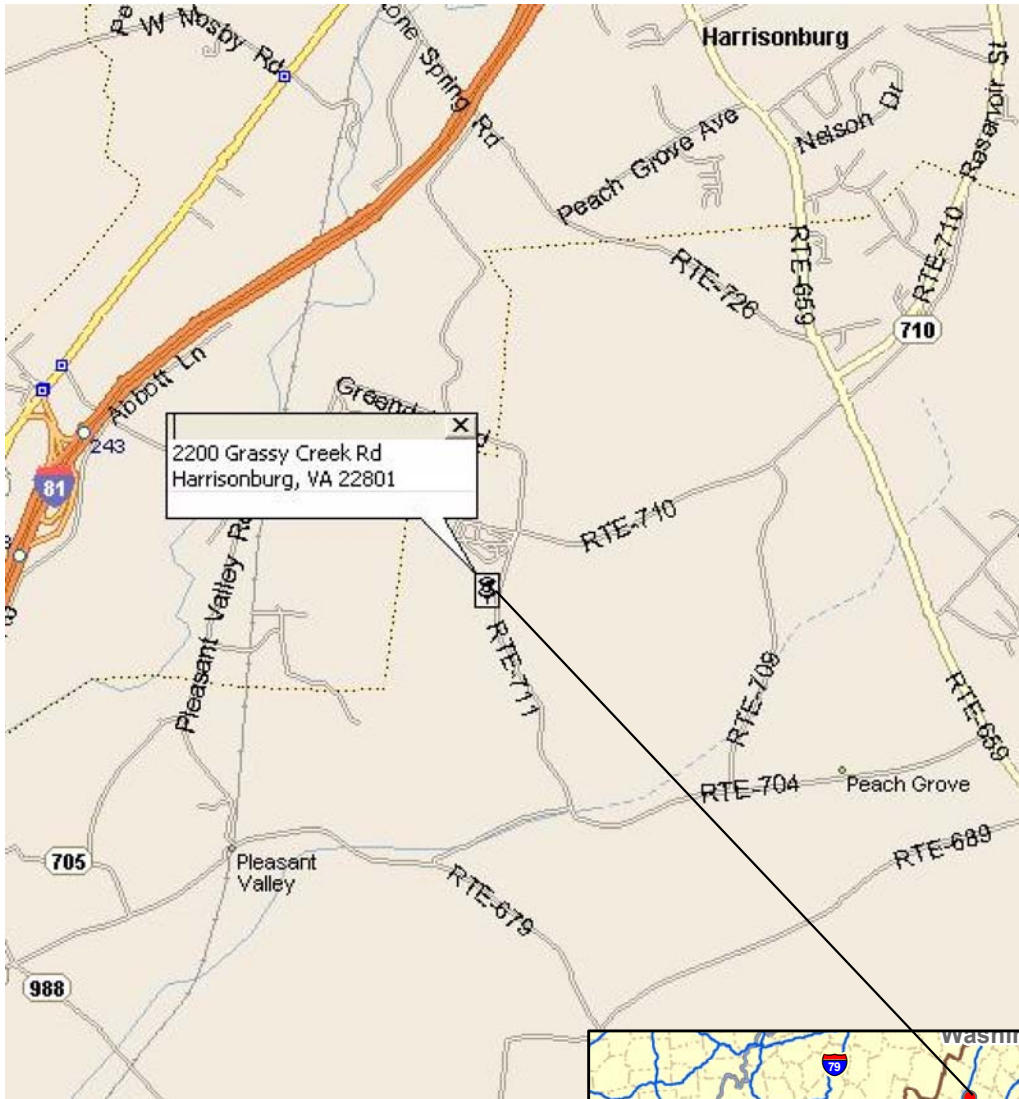 W Nosby Rd
Spring Rd
Harrisonburg
Nelson Dr
Reservoir St
Peach Grove Ave
RTE-726
RTE-659
RTE-710
710
Abbott Ln
243
81
2200 Grassy Creek Rd
Harrisonburg, VA 22801
RTE-710
Pleasant Valley
RTE-711
RTE-709
RTE-659
RTE-704
Peach Grove
705
Pleasant
Valley
RTE-689
RTE-679
988
79